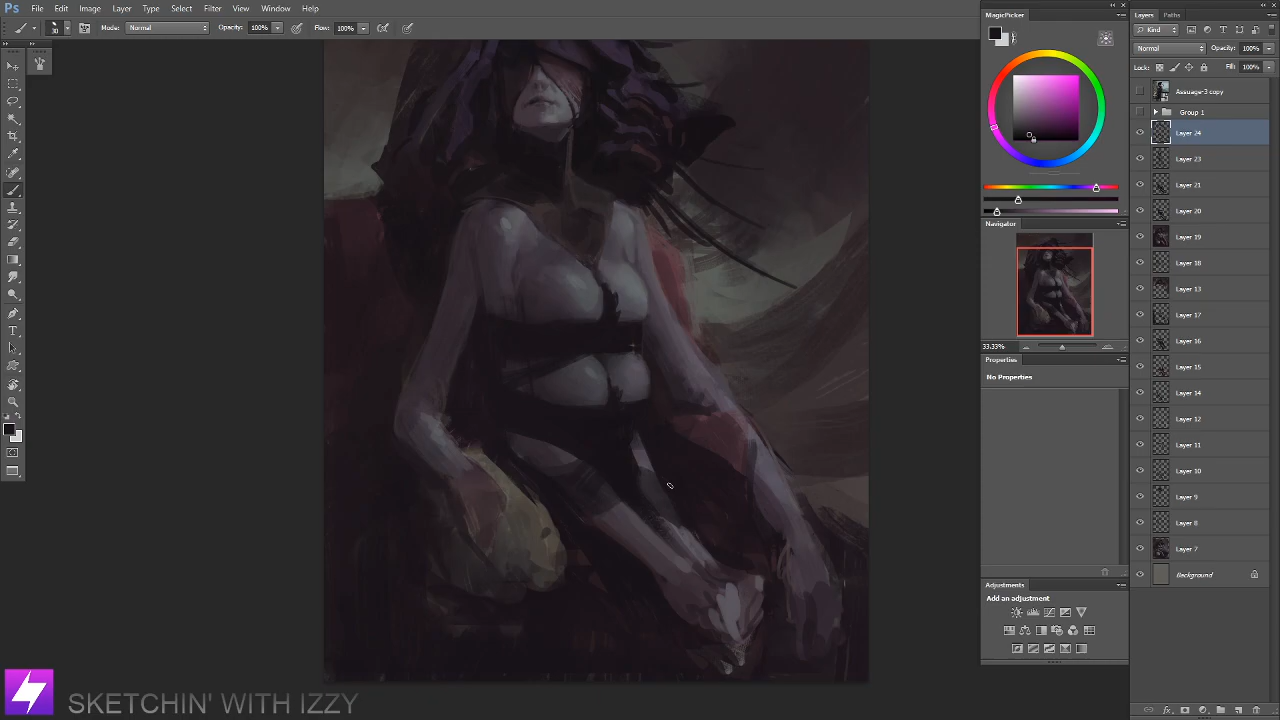 Ps File Edit Image Layer Type Select Filter View Window Help
30 Mode: Normal Opacity: 100% Flow: 100%
MagicPicker
Layers Paths
Kind
Normal Opacity: 100%
Lock: Fill: 100%
Assuage-3 copy
Group 1
Layer 24
Layer 23
Layer 21
Layer 20
Layer 19
Layer 18
Layer 13
Layer 17
Layer 16
Layer 15
Layer 14
Layer 12
Layer 11
Layer 10
Layer 9
Layer 8
Layer 7
Background
Navigator
33.33%
Properties
No Properties
Adjustments
Add an adjustment
SKETCHIN' WITH IZZY